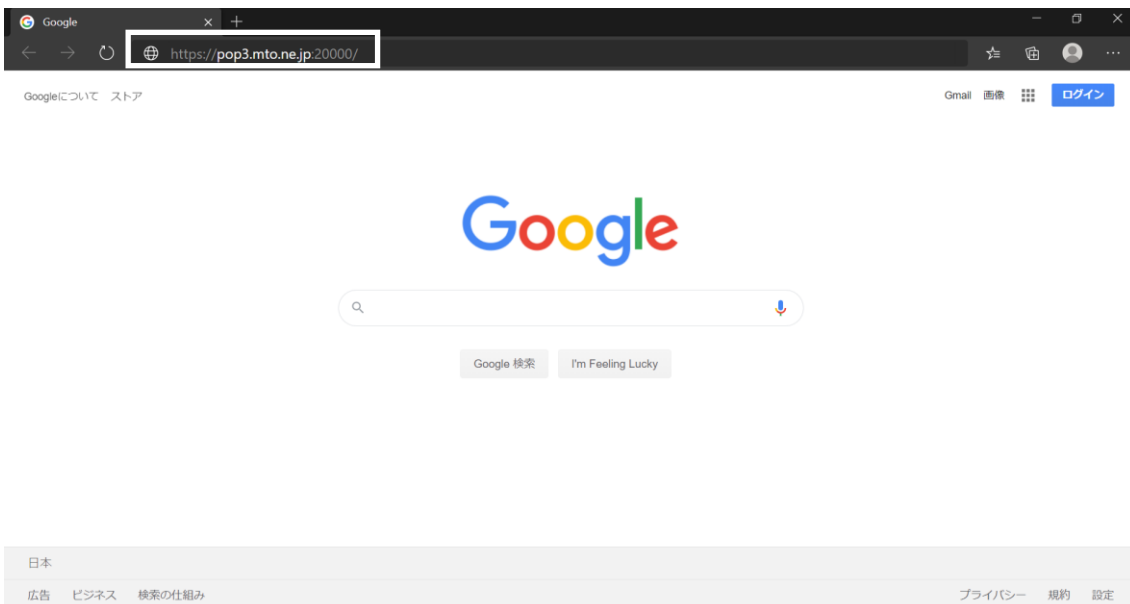 Google
https://pop3.mto.ne.jp:20000/
Googleについて ストア
Gmail 画像 ログイン
Google
Google 検索 I'm Feeling Lucky
日本
広告 ビジネス 検索の仕組み プライバシー 規約 設定